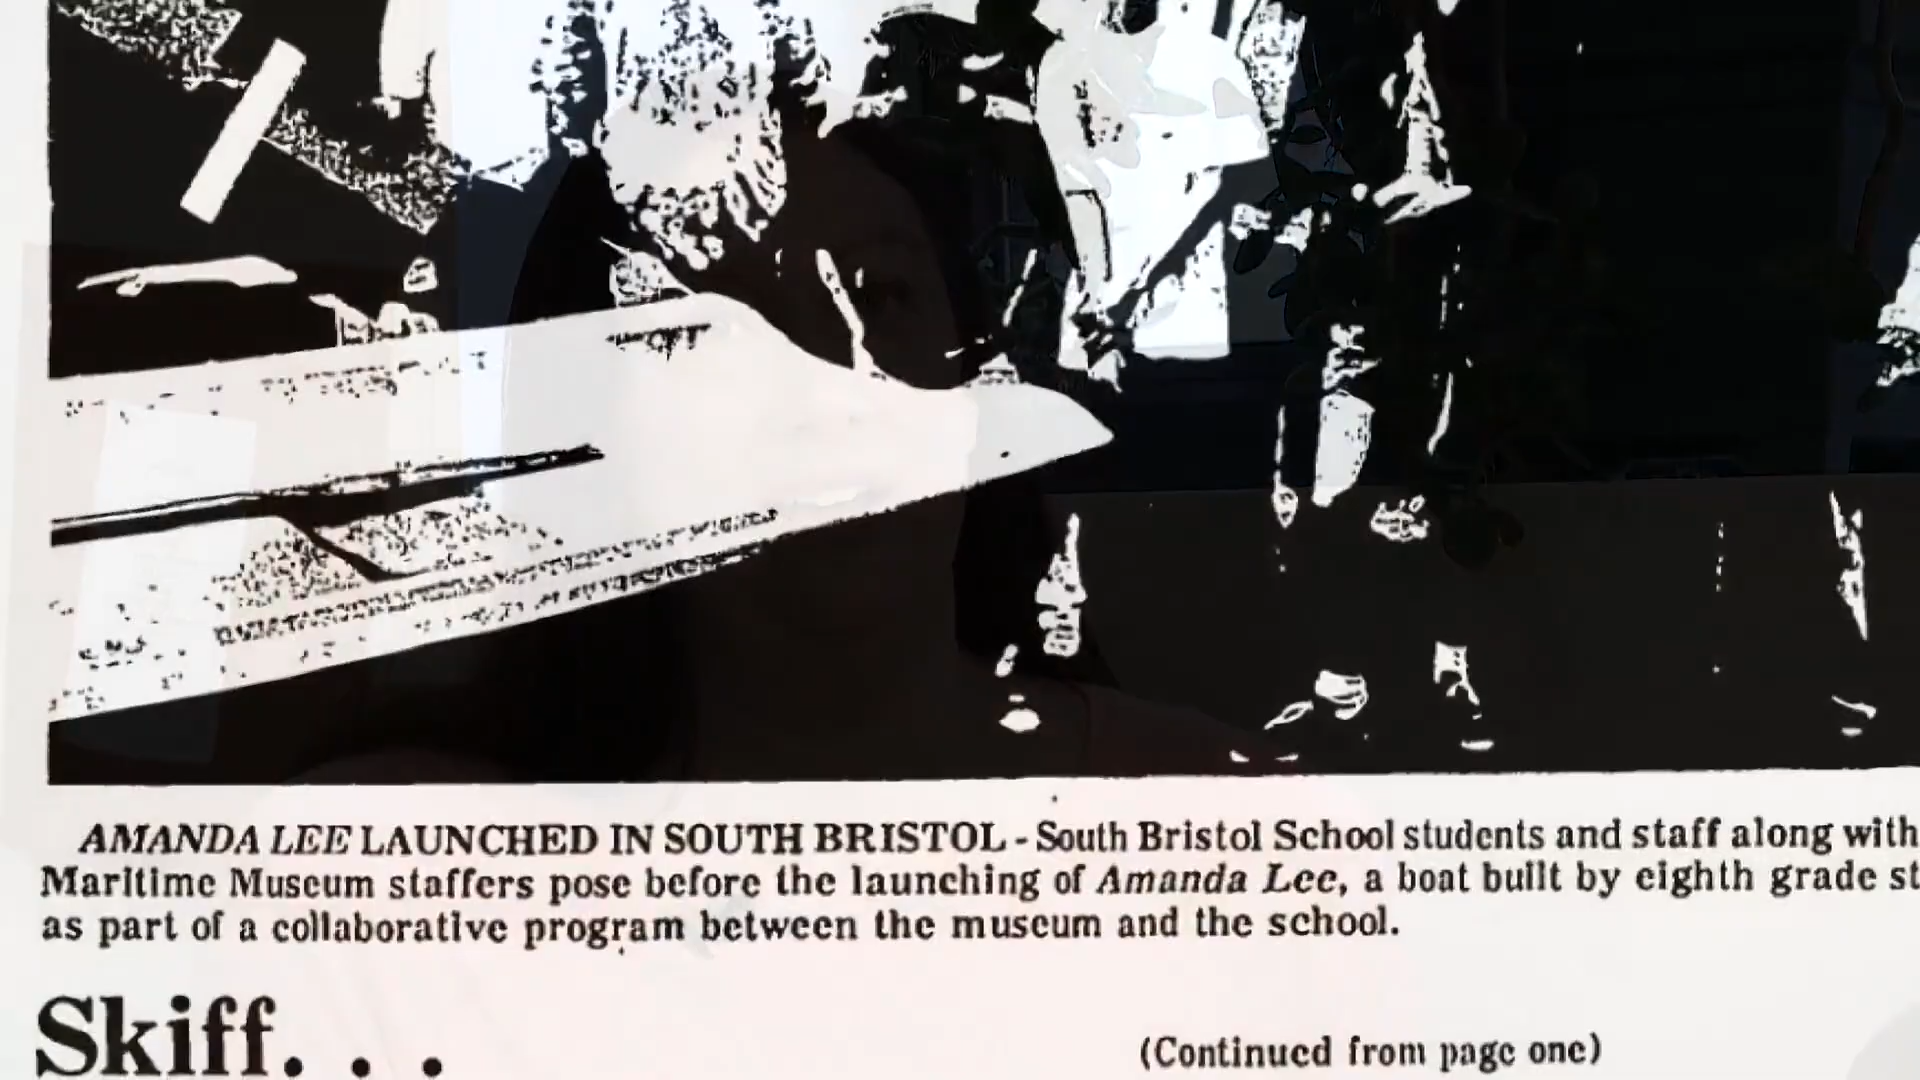 AMANDA LEE LAUNCHED IN SOUTH BRISTOL - South Bristol School students and staff along with
Maritime Museum staffers pose before the launching of Amanda Lee, a boat built by eighth grade st
as part of a collaborative program between the museum and the school.
Skiff. . .
(Continued from page one)